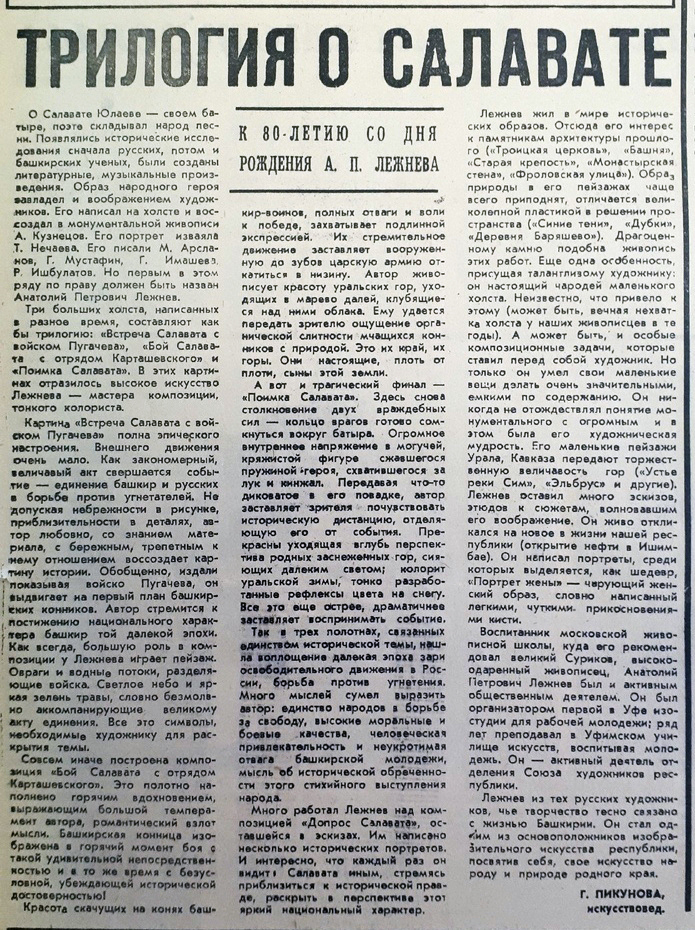 ТРИЛОГИЯ О САЛАВАТЕ
О Салавате Юлаеве — своем ба-
тыре, поэте складывал народ пес-
ни. Появлялись исторические иссле-
дования сначала русских, потом и
башкирских ученых, были созданы
литературные, музыкальные произ-
ведения. Образ народного героя
завладел и воображением худож-
ников. Его написал на холсте и вос-
создал в монументальной живописи
А. Кузнецов. Его портрет изваяла
Т. Нечаева. Его писали М. Арсла-
нов, Г. Мустафин, Г. Имашева,
Р. Ишбулатов. Но первым в этом
ряду по праву должен быть назван
Анатолий Петрович Лежнев.
Три больших холста, написанных
в разное время, составляют как
бы трилогию: «Встреча Салавата с
войском Пугачева», «Бой Салава-
та с отрядом Карташевского» и
«Поимка Салавата». В этих карти-
нах отразилось высокое искусство
Лежнева — мастера композиции,
тонкого колориста.
Картина «Встреча Салавата с вой-
ском Пугачева» полна эпического
настроения. Внешнего движения
очень мало. Как закономерный,
величавый акт свершается собы-
тие — единение башкир и русских
в борьбе против угнетателей. Не
допуская небрежности в рисунке,
приблизительности в деталях, ав-
тор любовно, со знанием мате-
риала, с бережным, трепетным к
нему отношением воссоздает кар-
тину истории. Обобщенно, издали
показывая войско Пугачева, он
выдвигает на первый план башкир-
ских конников. Автор стремится к
постижению национального харак-
тера башкир той далекой эпохи.
Как всегда, большую роль в ком-
позиции у Лежнева играет пейзаж.
Овраги и водные потоки, разделя-
ющие войска. Светлое небо и яр-
кая зелень травы, словно безмолв-
но аккомпанирующие великому
акту единения. Все это символы,
необходимые художнику для рас-
крытия темы.
Совсем иначе построена компо-
зиция «Бой Салавата с отрядом
Карташевского». Это полотно на-
полнено горячим вдохновением,
выражающим большой темпера-
мент автора, романтический взлот
мысли. Башкирская конница изо-
бражена в горячий момент боя с
такой удивительной непосредствен-
ностью и в то же время с безус-
ловной, убеждающей исторической
достоверностью!
Красота скачущих на конях баш-
К 80-ЛЕТИЮ СО ДНЯ
РОЖДЕНИЯ А. П. ЛЕЖНЕВА
кир-воинов, полных отваги и воли
к победе, захватывает подлинной
экспрессией. Их стремительное
движение заставляет вооружен-
ную до зубов царскую армию от-
катиться в низину. Автор живо-
писует красоту уральских гор, ухо-
дящих в марево далей, клубящие-
ся над ними облака. Ему удается
передать зрителю ощущение орга-
нической слитности мчащихся кон-
ников с природой. Это их край, их
горы. Они настоящие, плоть от
плоти, сыны этой земли.
А вот и трагический финал —
«Поимка Салавата». Здесь снова
столкновение двух враждебных
сил — кольцо врагов готово сом-
кнуться вокруг батыра. Огромное
внутреннее напряжение в могучей,
кряжистой фигуре сжавшегося
пружиной героя, схватившегося за
лук и кинжал. Передавая что-то
диковатое в его повадке, автор
заставляет зрителя почувствовать
историческую дистанцию, отделя-
ющую его от события. Пре-
красны уходящая вглубь перспек-
тива родных заснеженных гор, сия-
ющих далеким светом; колорит
уральской зимы, тонко разрабо-
танные рефлексы цвета на снегу.
Все это еще острее, драматичнее
заставляет воспринимать событие.
Так в трех полотнах, связанных
единством исторической темы, наш-
ла воплощение далекая эпоха зари
освободительного движения в Рос-
сии, борьба против угнетения.
Много мыслей сумел выразить
автор: единство народов в борьбе
за свободу, высокие моральные и
боевые качества, человеческая
привлекательность и неукротимая
отвага башкирской молодежи,
мысль об исторической обреченно-
сти этого стихийного выступления
народа.
Много работал Лежнев над ком-
позицией «Допрос Салавата», ос-
тавшейся в эскизах. Им написано
несколько исторических портретов.
И интересно, что каждый раз он
видит Салавата иным, стремясь
приблизиться к исторической прав-
де, раскрыть в перспективе этот
яркий национальный характер.
Лежнев жил в мире историче-
ских образов. Отсюда его интерес
к памятникам архитектуры прошло-
го («Троицкая церковь», «Башня»,
«Старая крепость», «Монастырская
стена», «Фроловская улица»). Образ
природы в его пейзажах чаще
всего приподнят, отличается вели-
колепной пластикой в решении про-
странства («Синие тени», «Дубки»,
«Деревня Баряшево»). Драгоцен-
ному камню подобна живопись
этих работ. Еще одна особенность,
присущая талантливому художнику:
он настоящий чародей маленького
холста. Неизвестно, что привело к
этому (может быть, вечная нехват-
ка холста у наших живописцев в те
годы). А может быть, и особые
композиционные задачи, которые
ставил перед собой художник. Но
только он умел свои маленькие
вещи делать очень значительными,
емкими по содержанию. Он ни-
когда не отождествлял понятие мо-
нументального с огромным и в
этом была его художническая
мудрость. Его маленькие пейзажи
Урала, Кавказа передают торжест-
венную величавость гор («Устье
реки Сим», «Эльбрус» и другие).
Лежнев оставил много эскизов,
этюдов к сюжетам, волновавшим
его воображение. Он живо откли-
кался на новое в жизни нашей рес-
публики (открытие нефти в Ишим-
бае). Он написал портреты, среди
которых выделяется, как шедевр,
«Портрет жены» — чарующий жен-
ский образ, словно написанный
легкими, чуткими прикосновения-
ми кисти.
Воспитанник московской живо-
писной школы, куда его рекомен-
довал великий Суриков, высоко-
одаренный живописец, Анатолий
Петрович Лежнев был и активным
общественным деятелем. Он был
организатором первой в Уфе изо-
студии для рабочей молодежи; ряд
лет преподавал в Уфимском учи-
лище искусств, воспитывая моло-
дежь. Он — активный деятель от-
деления Союза художников рес-
публики.
Лежнев из тех русских художни-
ков, чье творчество тесно связано
с жизнью Башкирии. Он стал од-
ним из основоположников изобра-
зительного искусства республики,
посвятив себя, свое искусство на-
роду и природе родного края.
Г. ПИКУНОВА,
искусствовед.